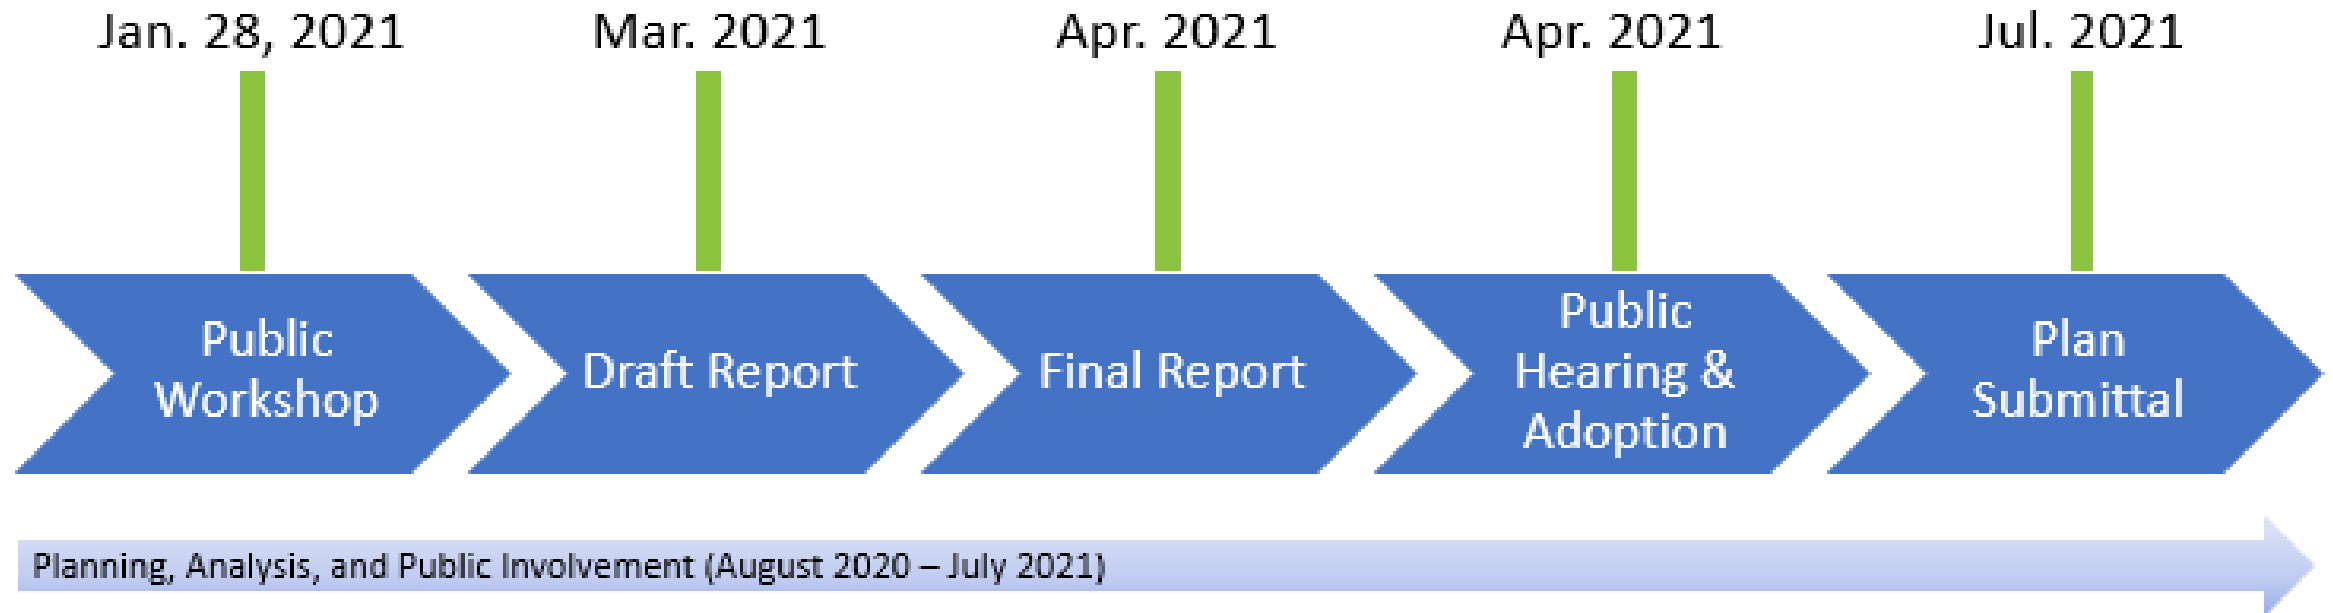 Jan. 28, 2021
Mar. 2021
Apr. 2021
Apr. 2021
Jul. 2021
Public
Workshop
Draft Report
Final Report
Public
Hearing &
Adoption
Plan
Submittal
Planning, Analysis, and Public Involvement (August 2020 – July 2021)